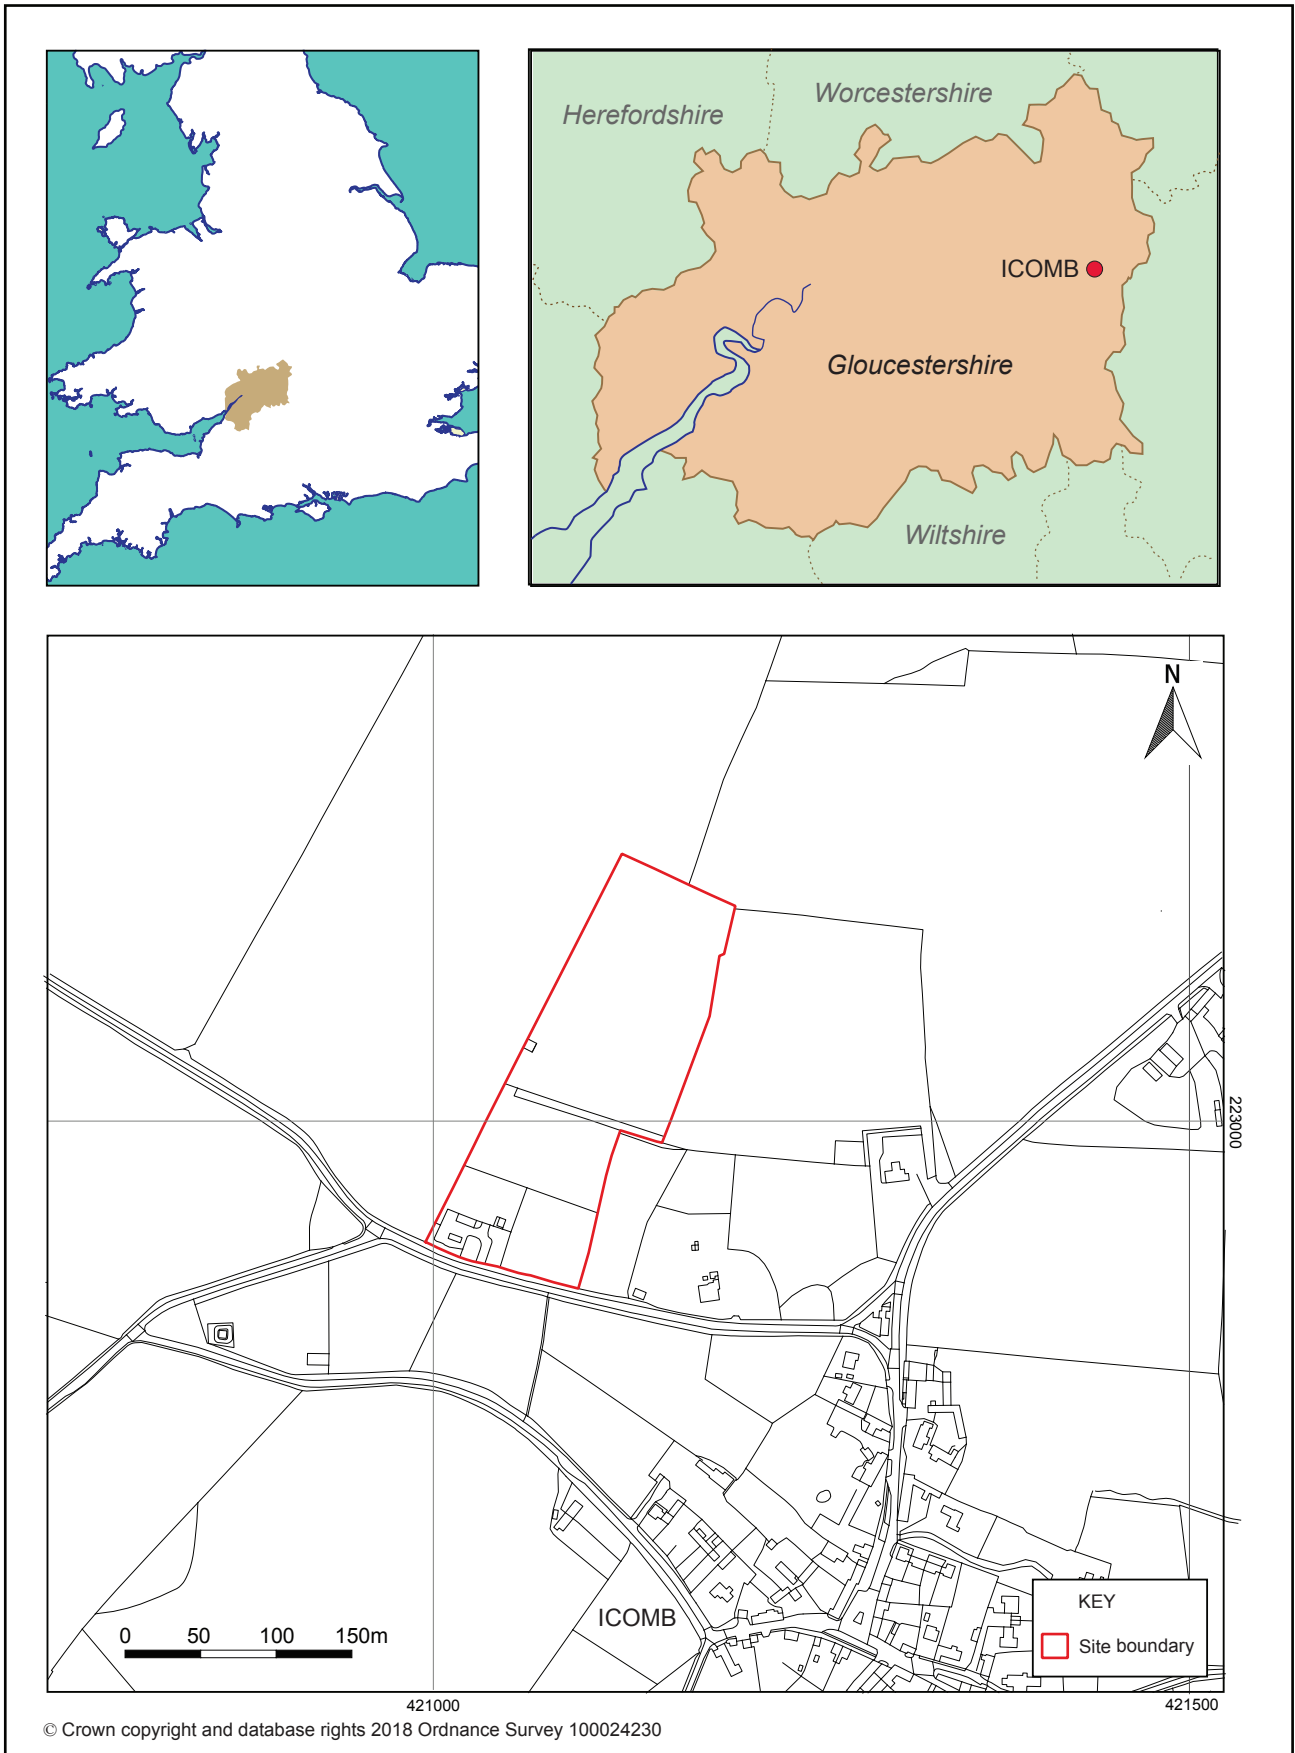 Herefordshire
Worcestershire
ICOMB
Gloucestershire
Wiltshire
N
223000
ICOMB
KEY
Site boundary
0 50 100 150m
421000
421500
© Crown copyright and database rights 2018 Ordnance Survey 100024230